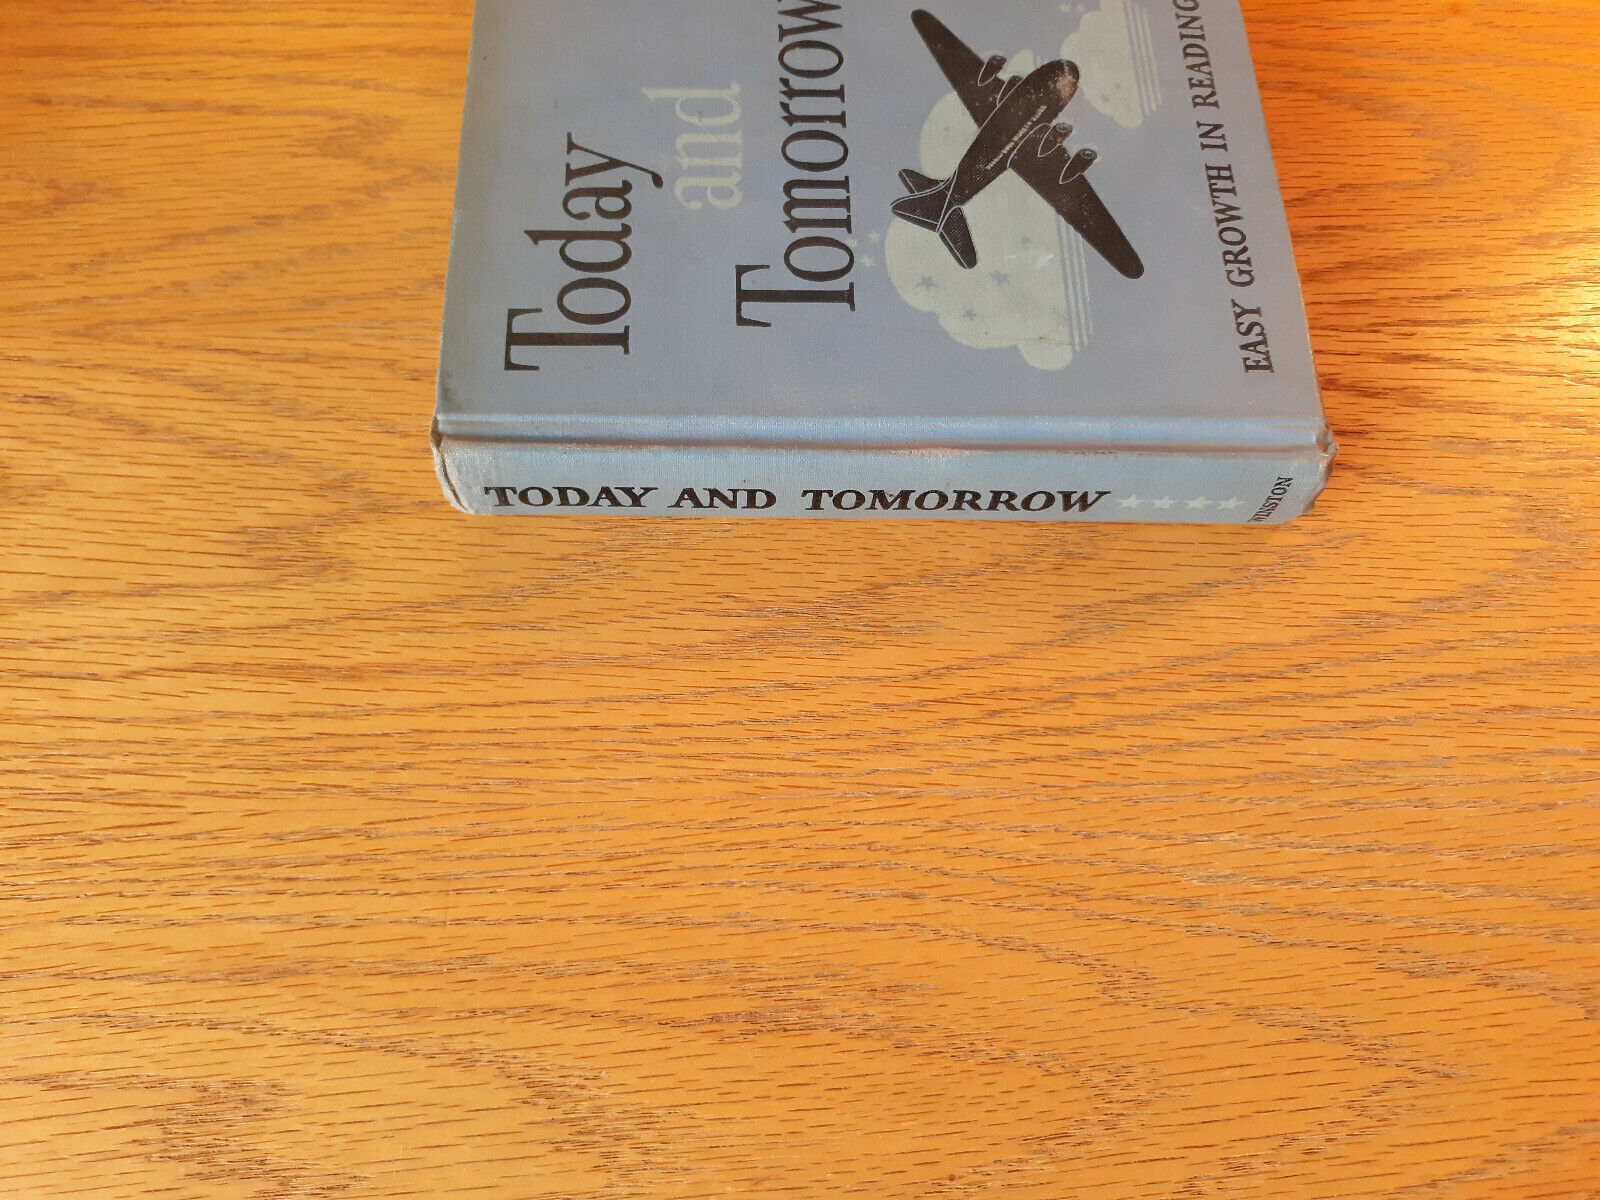 Today
and
Tomorrow
EASY GROWTH IN READING
TODAY AND TOMORROW ★★★★ WINSTON